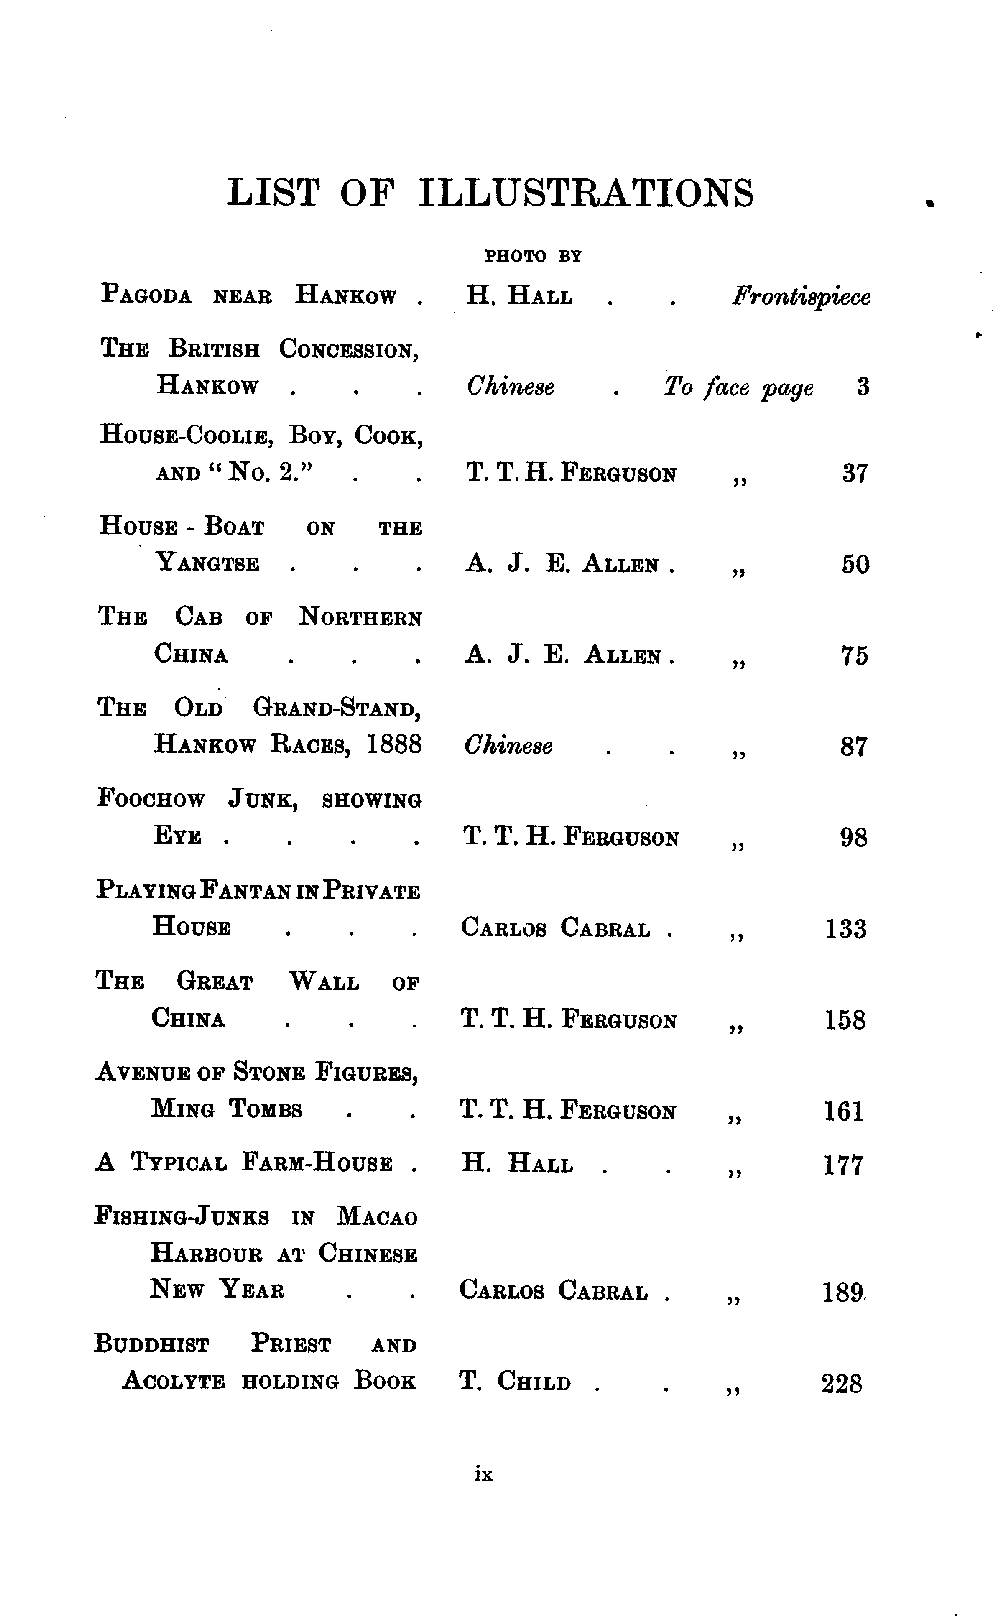 LIST OF ILLUSTRATIONS
PHOTO BY
PAGODA NEAR HANKOW . H. HALL . . Frontispiece
THE BRITISH CONCESSION,
HANKOW . . . Chinese . To face page 3
HOUSE-COOLIE, BOY, COOK,
AND "NO. 2." . . T. T. H. FERGUSON ,, 37
HOUSE - BOAT ON THE
YANGTSE . . . A. J. E. ALLEN . ,, 50
THE CAB OF NORTHERN
CHINA . . . A. J. E. ALLEN . ,, 75
THE OLD GRAND-STAND,
HANKOW RACES, 1888 Chinese . . ,, 87
FOOCHOW JUNK, SHOWING
EYE . . . . T. T. H. FERGUSON ,, 98
PLAYING FANTAN IN PRIVATE
HOUSE . . . CARLOS CABRAL . ,, 133
THE GREAT WALL OF
CHINA . . . T. T. H. FERGUSON ,, 158
AVENUE OF STONE FIGURES,
MING TOMBS . . T. T. H. FERGUSON ,, 161
A TYPICAL FARM-HOUSE . H. HALL . . ,, 177
FISHING-JUNKS IN MACAO
HARBOUR AT CHINESE
NEW YEAR . . CARLOS CABRAL . ,, 189
BUDDHIST PRIEST AND
ACOLYTE HOLDING BOOK T. CHILD . . ,, 228
ix